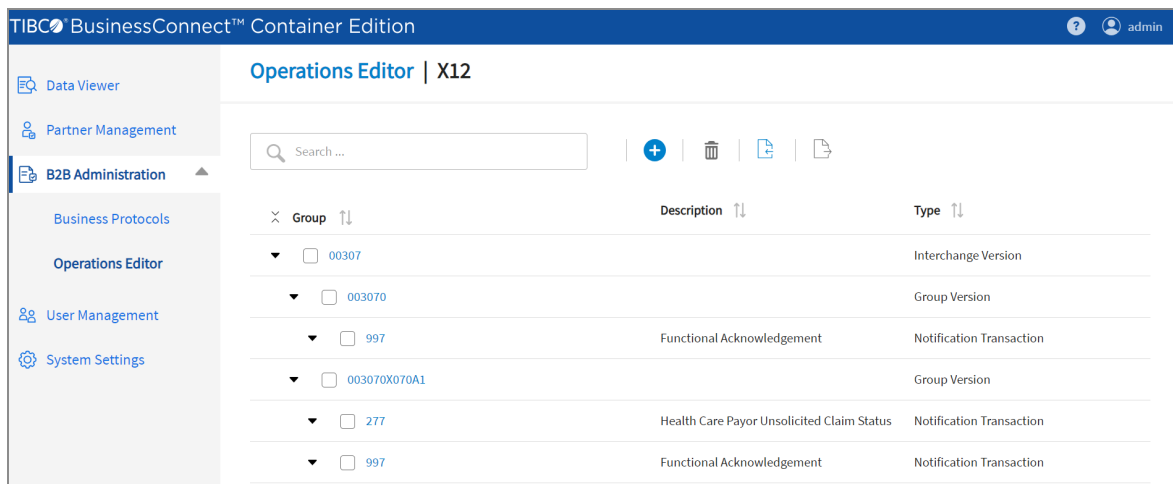 TIBCO® BusinessConnect™ Container Edition
? admin
Operations Editor | X12
Data Viewer
Partner Management
B2B Administration
Business Protocols
Operations Editor
User Management
System Settings
Search ...
Group Description Type
00307 Interchange Version
003070 Group Version
997 Functional Acknowledgement Notification Transaction
003070X070A1 Group Version
277 Health Care Payor Unsolicited Claim Status Notification Transaction
997 Functional Acknowledgement Notification Transaction